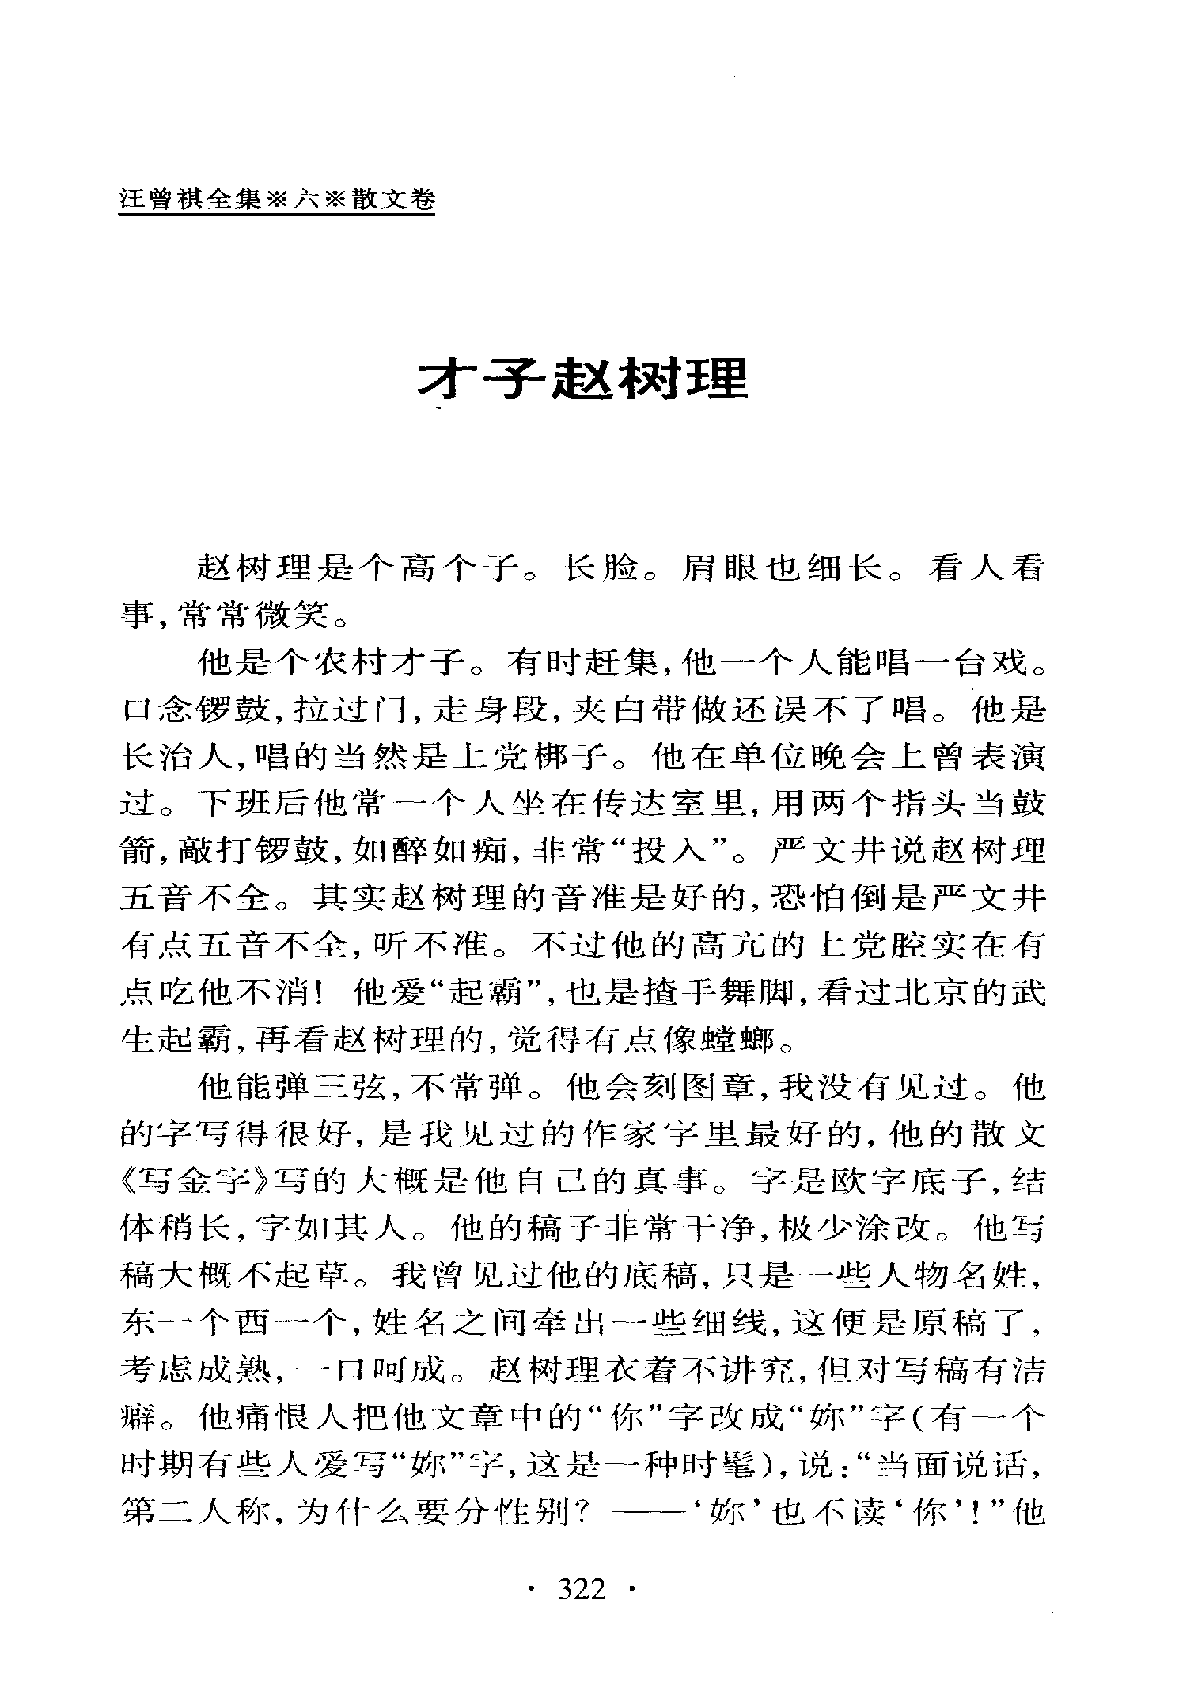 汪曾祺全集※六※散文卷
才子赵树理
赵树理是个高个子。长脸。眉眼也细长。看人看
事,常常微笑。
他是个农村才子。有时赶集,他一个人能唱一台戏。
口念锣鼓,拉过门,走身段,夹白带做还误不了唱。他是
长治人,唱的当然是上党梆子。他在单位晚会上曾表演
过。下班后他常一个人坐在传达室里,用两个指头当鼓
箭,敲打锣鼓,如醉如痴,非常“投入”。严文井说赵树理
五音不全。其实赵树理的音准是好的,恐怕倒是严文井
有点五音不全,听不准。不过他的高亢的上党腔实在有
点吃他不消!他爱“起霸”,也是揸手舞脚,看过北京的武
生起霸,再看赵树理的,觉得有点像螳螂。
他能弹三弦,不常弹。他会刻图章,我没有见过。他
的字写得很好,是我见过的作家字里最好的,他的散文
《写金字》写的大概是他自己的真事。字是欧字底子,结
体稍长,字如其人。他的稿子非常干净,极少涂改。他写
稿大概不起草。我曾见过他的底稿,只是一些人物名姓,
东一个西一个,姓名之间牵出一些细线,这便是原稿了,
考虑成熟,一口呵成。赵树理衣着不讲究,但对写稿有洁
癖。他痛恨人把他文章中的“你”字改成“妳”字(有一个
时期有些人爱写“妳”字,这是一种时髦),说:“当面说话,
第二人称,为什么要分性别?——‘妳’也不读‘你’!”他
· 322 ·